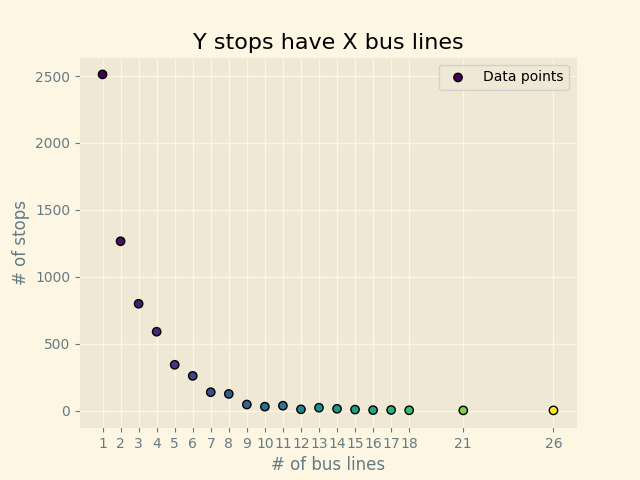 Y stops have X bus lines
Data points
2500
2000
1500
1000
500
0
# of stops
1 2 3 4 5 6 7 8 9 10 11 12 13 14 15 16 17 18 21 26
# of bus lines